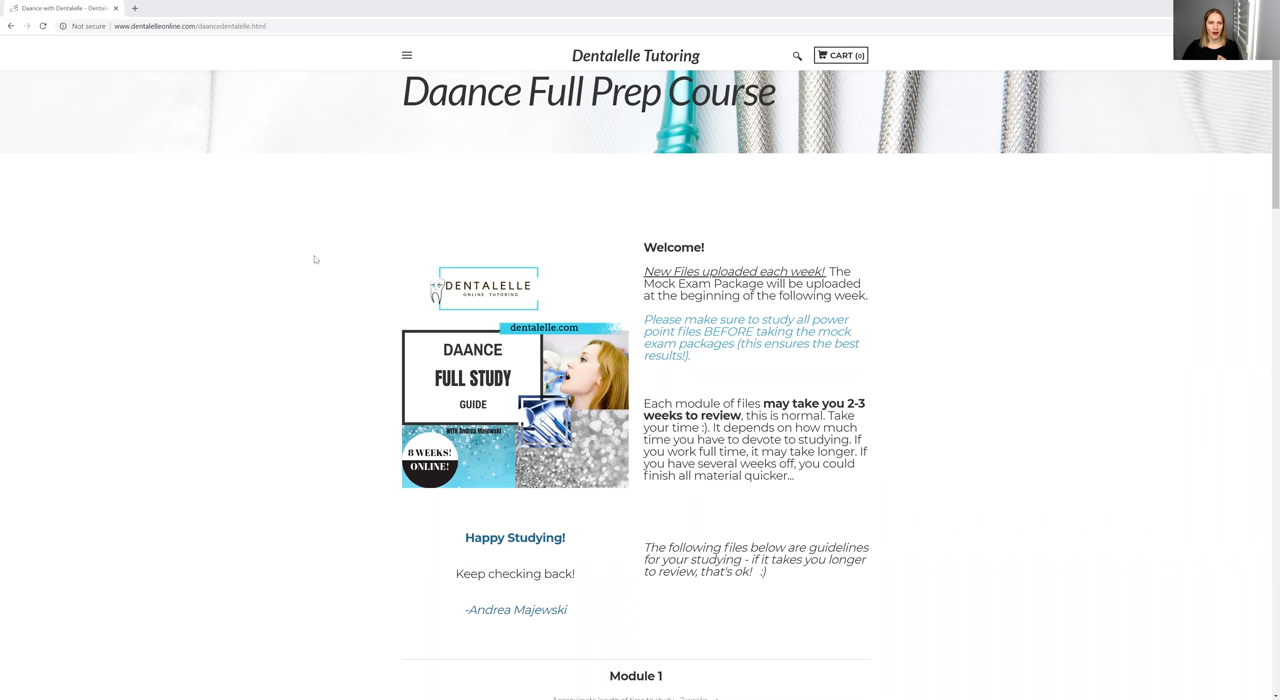 Daance with Dentalelle - Dental
Not secure
www.dentalelleonline.com/daancedentalelle.html
Dentalelle Tutoring
CART (0)
Daance Full Prep Course
DENTALELLE
ONLINE TUTORING
dentalelle.com
DAANCE
FULL STUDY
GUIDE
WITH Andrea Majewski
8 WEEKS!
ONLINE!
Happy Studying!
Keep checking back!
-Andrea Majewski
Welcome!
New Files uploaded each week! The
Mock Exam Package will be uploaded
at the beginning of the following week.
Please make sure to study all power
point files BEFORE taking the mock
exam packages (this ensures the best
results!).
Each module of files may take you 2-3
weeks to review, this is normal. Take
your time :). It depends on how much
time you have to devote to studying. If
you work full time, it may take longer. If
you have several weeks off, you could
finish all material quicker...
The following files below are guidelines
for your studying - if it takes you longer
to review, that's ok! :)
Module 1